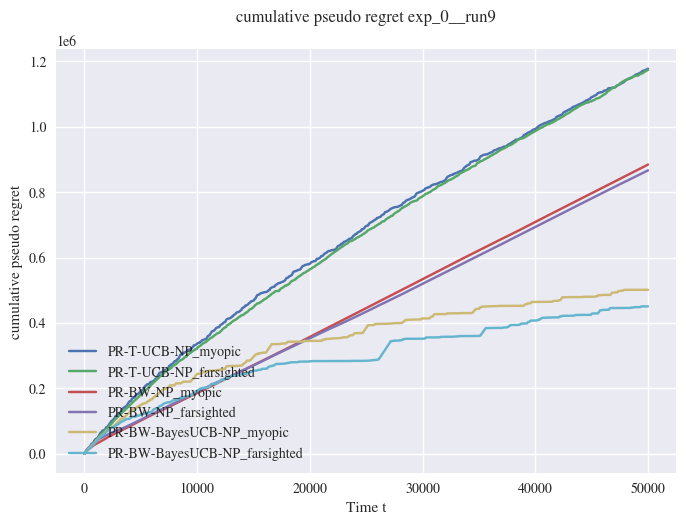 cumulative pseudo regret exp_0__run9
1e6
1.2
1.0
0.8
0.6
0.4
0.2
0.0
cumulative pseudo regret
PR-T-UCB-NP_myopic
PR-T-UCB-NP_farsighted
PR-BW-NP_myopic
PR-BW-NP_farsighted
PR-BW-BayesUCB-NP_myopic
PR-BW-BayesUCB-NP_farsighted
0 10000 20000 30000 40000 50000
Time t